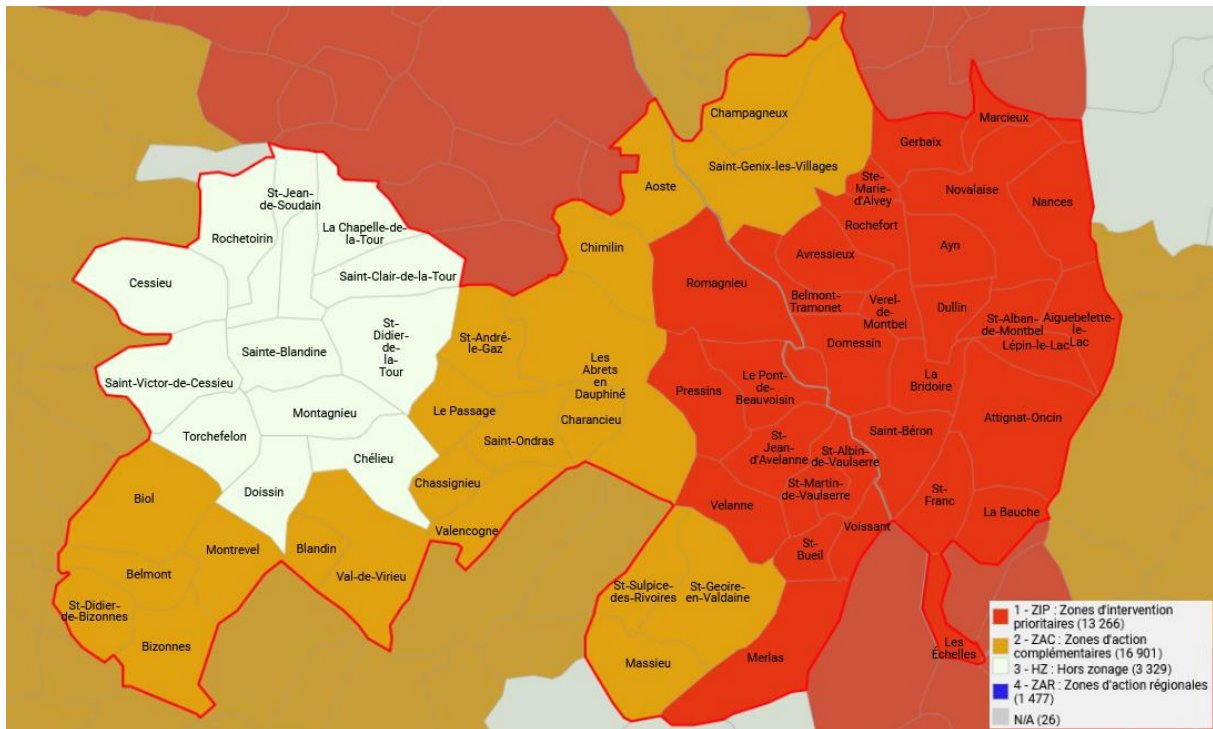 Champagneux
Marcieux
Gerbaix
Saint-Genix-les-Villages
Ste-
Marie-
d'Alvey
Novalaise
Nances
Aoste
St-Jean-
de-Soudain
La Chapelle-de-
la-Tour
Rochetoirin
Rochefort
Ayn
Chimilin
Avressieux
Cessieu
Saint-Clair-de-la-Tour
Romagnieu
Belmont-
Tramonet
Verel-
de-
Montbel
Dullin
St-Alban-
de-Montbel
Aiguebelette-
le-
Lac
Lépin-le-Lac
St-
Didier-
de-
la-
Tour
St-André-
le-Gaz
Sainte-Blandine
Domessin
Les
Abrets
en
Dauphiné
Saint-Victor-de-Cessieu
Pressins
Le Pont-
de-
Beauvoisin
La
Bridoire
Montagnieu
Le Passage
Charancieu
Attignat-Oncin
Torchefelon
Saint-Ondras
Saint-Béron
St-
Jean-
d'Avelanne
St-Albin-
de-Vaulserre
Chélieu
Chassignieu
St-Martin-
de-Vaulserre
Doissin
Biol
Velanne
St-
Franc
La Bauche
Valencogne
Voissant
Montrevel
Blandin
St-
Bueil
Belmont
Val-de-Virieu
St-Sulpice-
des-Rivoires
St-Geoire-
en-Valdaine
St-Didier-
de-Bizonnes
Bizonnes
Massieu
Merlas
Les
Échelles
1 - ZIP : Zones d'intervention
prioritaires (13 266)
2 - ZAC : Zones d'action
complémentaires (16 901)
3 - HZ : Hors zonage (3 329)
4 - ZAR : Zones d'action régionales
(1 477)
N/A (26)